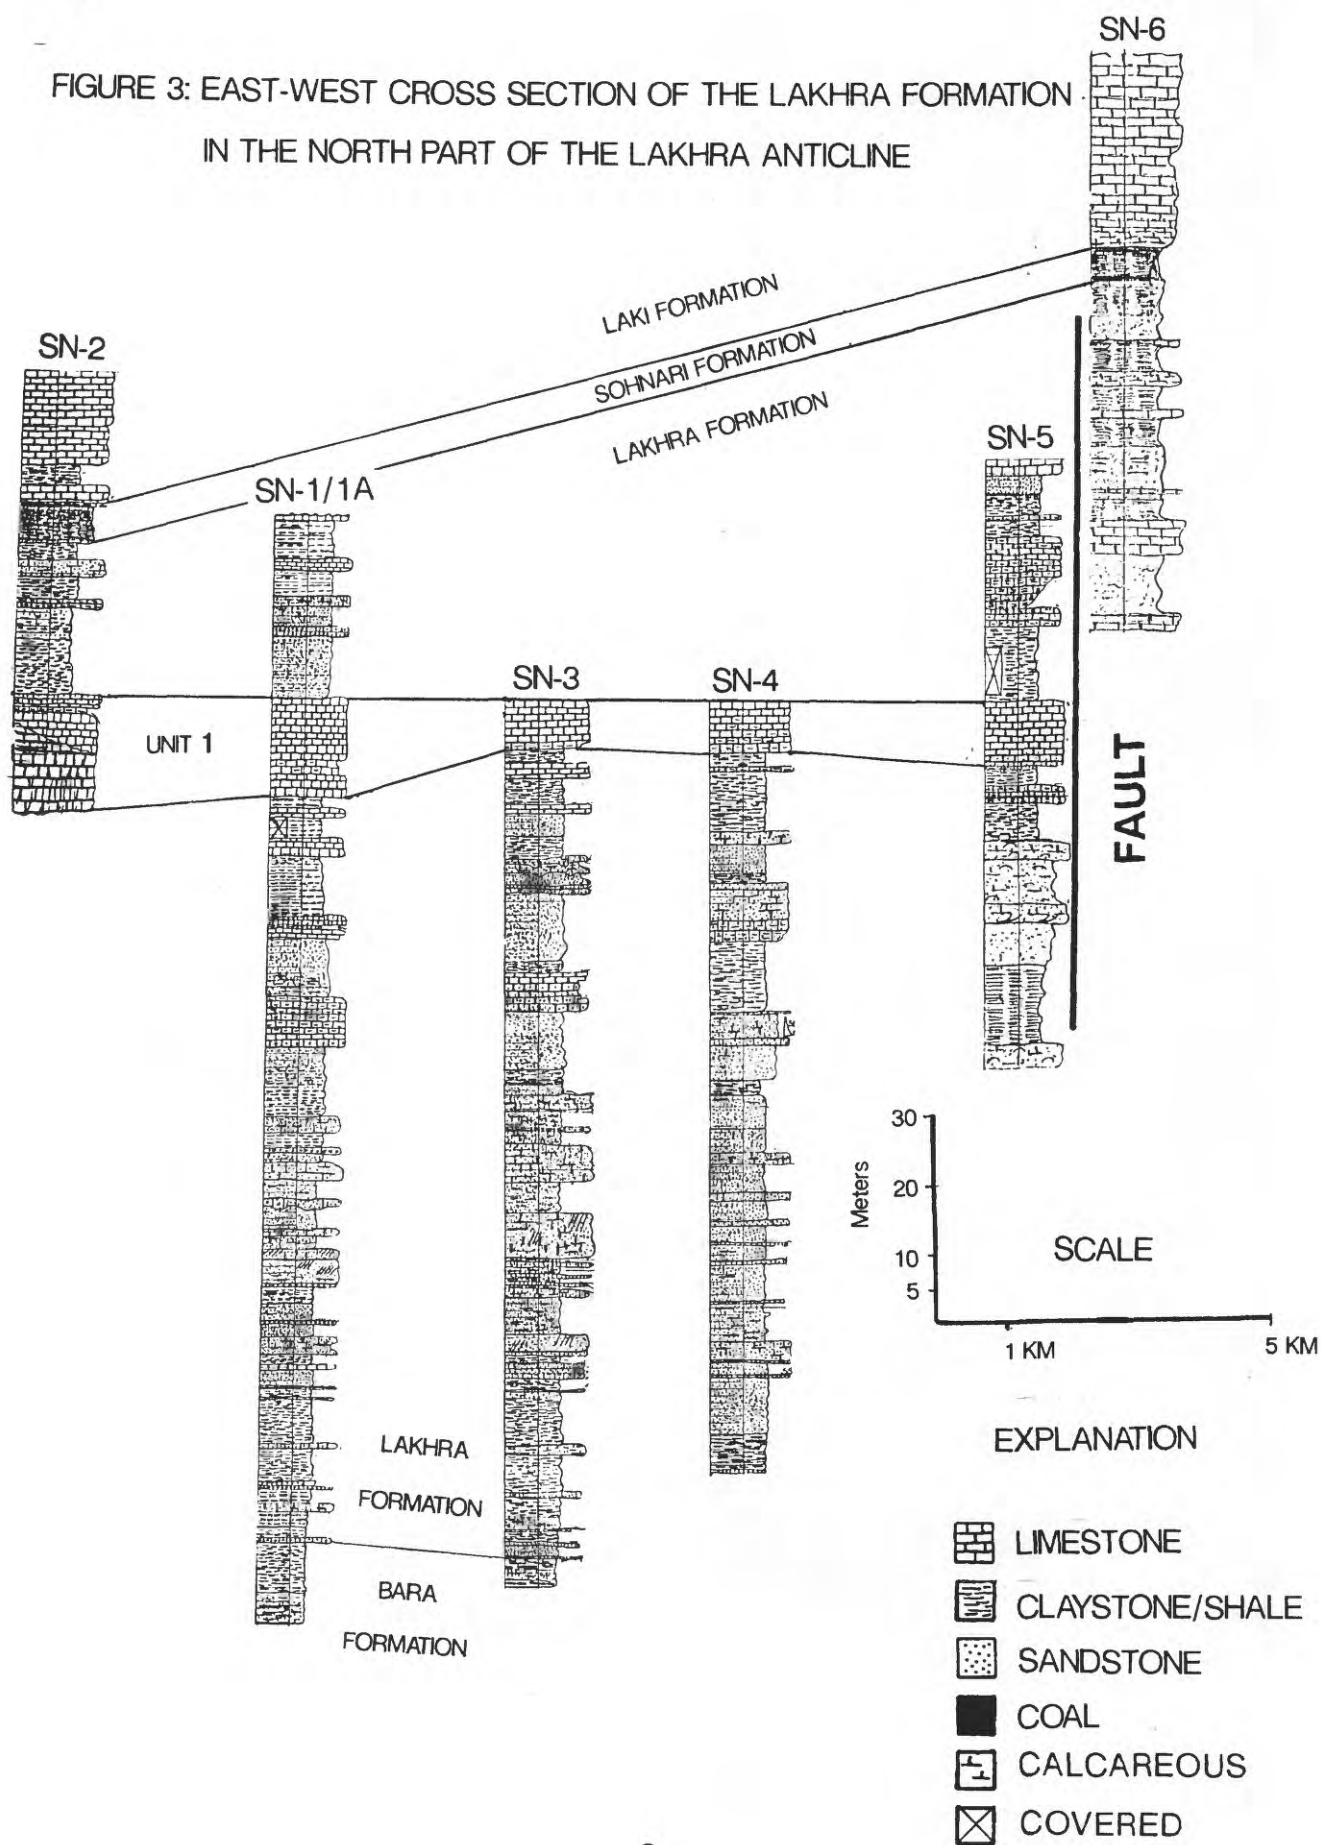 SN-6
FIGURE 3: EAST-WEST CROSS SECTION OF THE LAKHRA FORMATION
IN THE NORTH PART OF THE LAKHRA ANTICLINE
LAKI FORMATION
SN-2
SOHNARI FORMATION
LAKHRA FORMATION
SN-5
SN-1/1A
SN-3
SN-4
UNIT 1
FAULT
30
Meters
20
10
5
SCALE
1 KM
5 KM
EXPLANATION
LAKHRA
FORMATION
BARA
FORMATION
LIMESTONE
CLAYSTONE/SHALE
SANDSTONE
COAL
CALCAREOUS
COVERED